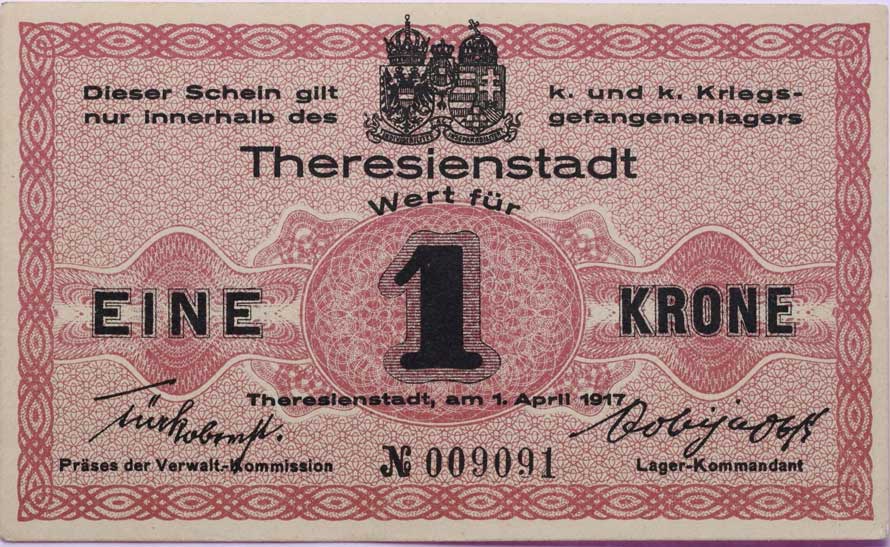 Dieser Schein gilt
nur innerhalb des
k. und k. Kriegs-
gefangenenlagers
Theresienstadt
Wert für
EINE 1 KRONE
Theresienstadt, am 1. April 1917
Präses der Verwalt.-Kommission
№ 009091
Lager-Kommandant